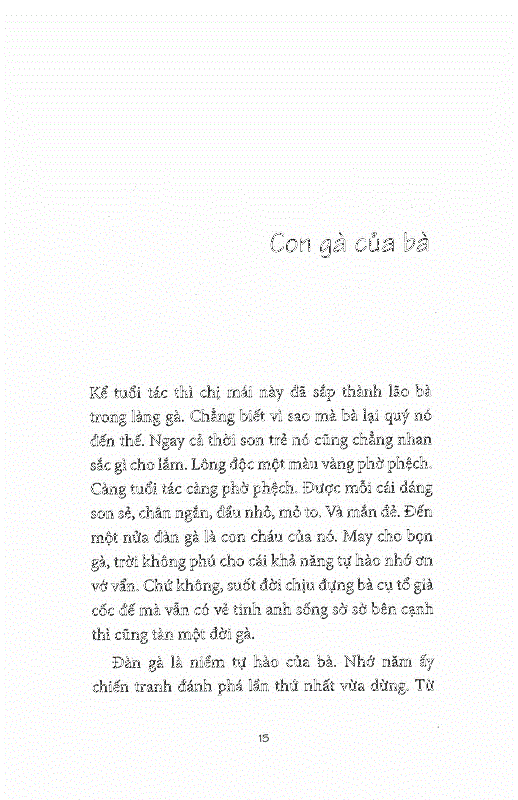 Con gà của bà
Kể tuổi tác thì chị mái này đã sắp thành lão bà
trong làng gà. Chẳng biết vì sao mà bà lại quý nó
đến thế. Ngay cả thời son trẻ nó cũng chẳng nhan
sắc gì cho lắm. Lông độc một màu vàng phờ phệch.
Càng tuổi tác càng phờ phệch. Được mỗi cái dáng
son sẻ, chân ngắn, đầu nhỏ, mỏ to. Và mắn đẻ. Đến
một nửa đàn gà là con cháu của nó. May cho bọn
gà, trời không phú cho cái khả năng tự hào nhớ ơn
vớ vẩn. Chứ không, suốt đời chịu đựng bà cụ tổ già
cốc đế mà vẫn có vẻ tinh anh sống sờ sờ bên cạnh
thì cũng tàn một đời gà.
Đàn gà là niềm tự hào của bà. Nhớ năm ấy
chiến tranh đánh phá lần thứ nhất vừa dừng. Từ
15